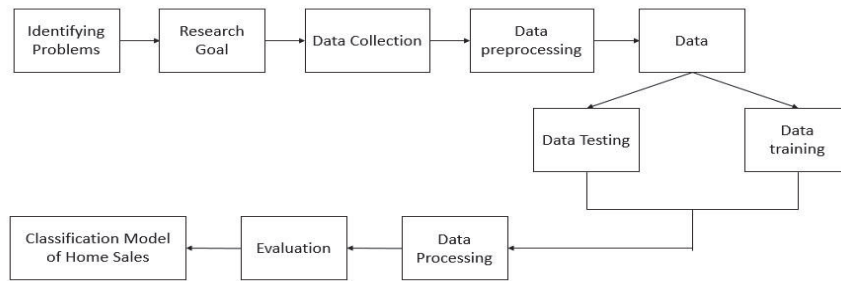 Identifying
Problems
Research
Goal
Data Collection
Data
preprocessing
Data
Data Testing
Data
training
Classification Model
of Home Sales
Evaluation
Data
Processing